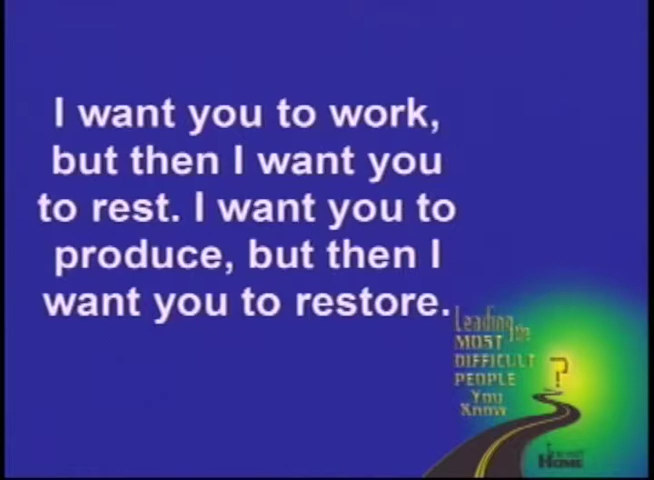 I want you to work,
but then I want you
to rest. I want you to
produce, but then I
want you to restore.
Leading the
MOST
DIFFICULT
PEOPLE
You
Know
?
HOME